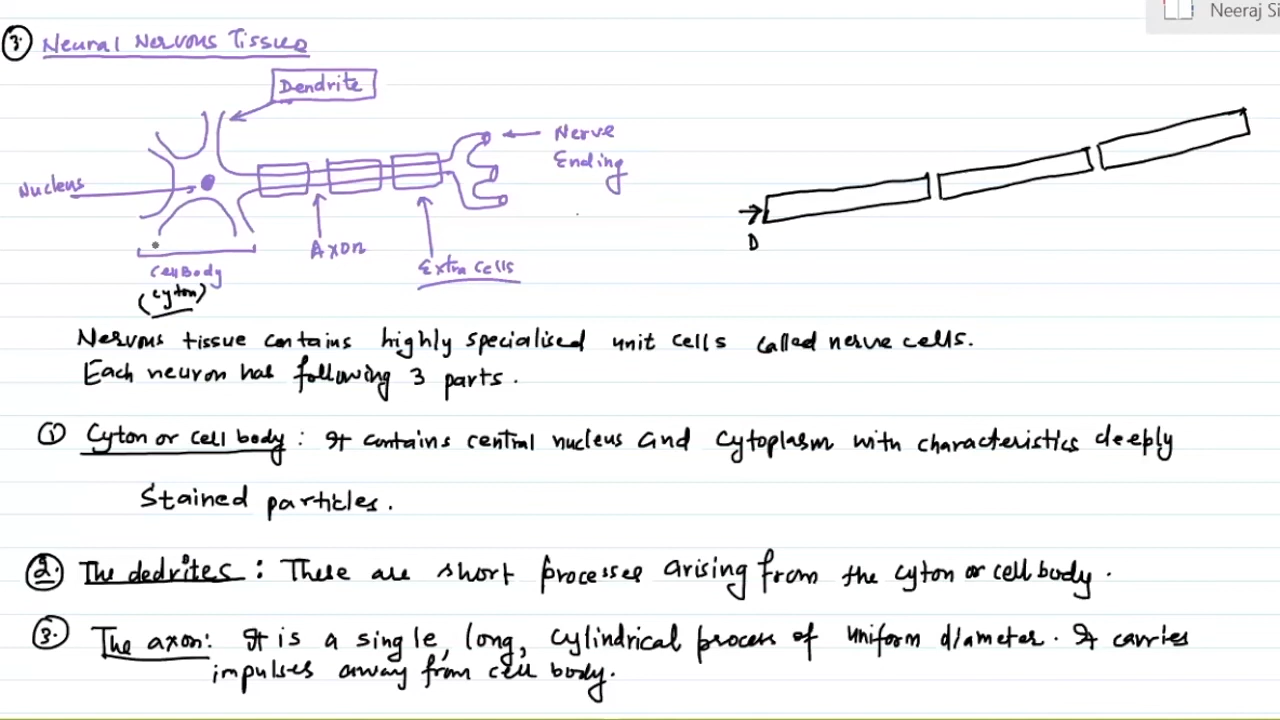 Neeraj Si
3. Neural Nervous Tissue
Dendrite
Nerve
Ending
Nucleus
D
Axon
Extra cells
Cell Body
(cyton)
Nervous tissue contains highly specialised unit cells called nerve cells.
Each neuron has following 3 parts.
① Cyton or cell body : It contains central nucleus and cytoplasm with characteristics deeply
Stained particles.
2. The dedrites : These are short processes arising from the cyton or cell body.
3. The axon: It is a single, long, cylindrical process of uniform diameter. It carries
impulses away from cell body.